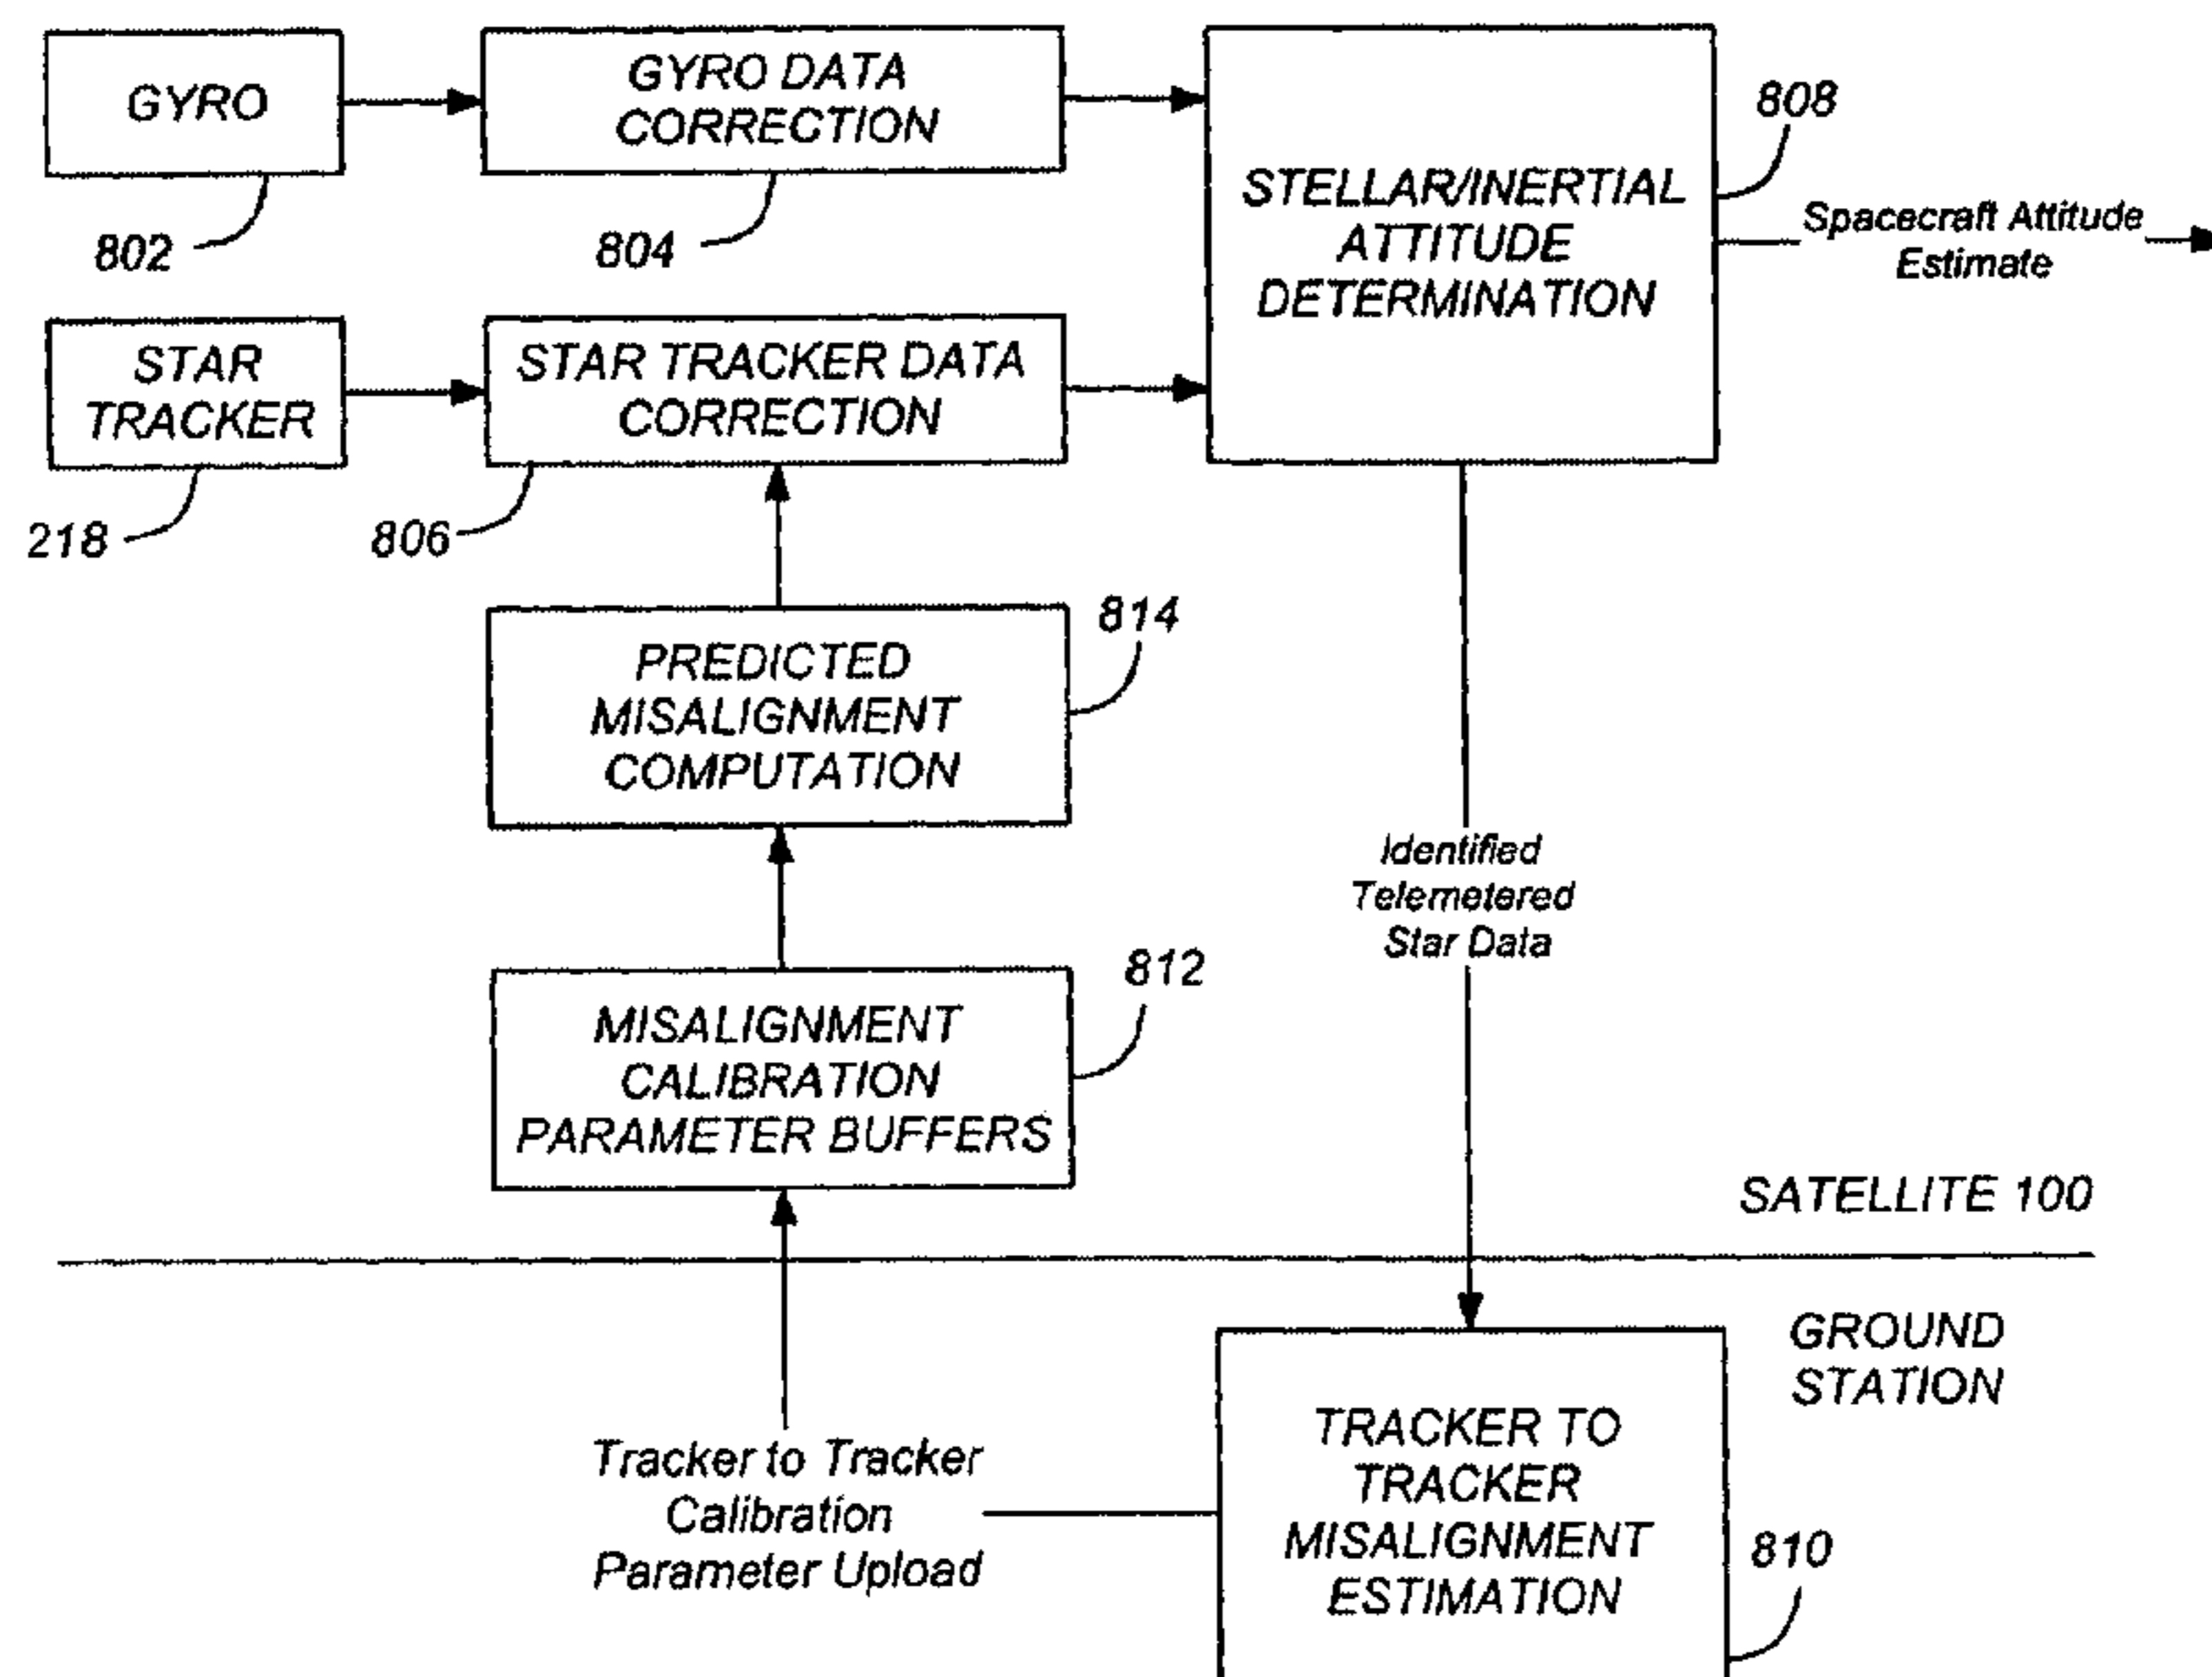 GYRO
802
GYRO DATA
CORRECTION
804
STELLAR/INERTIAL
ATTITUDE
DETERMINATION
808
Spacecraft Attitude
Estimate
STAR
TRACKER
218
STAR TRACKER DATA
CORRECTION
806
PREDICTED
MISALIGNMENT
COMPUTATION
814
Identified
Telemetered
Star Data
MISALIGNMENT
CALIBRATION
PARAMETER BUFFERS
812
SATELLITE 100
GROUND
STATION
Tracker to Tracker
Calibration
Parameter Upload
TRACKER TO
TRACKER
MISALIGNMENT
ESTIMATION
810